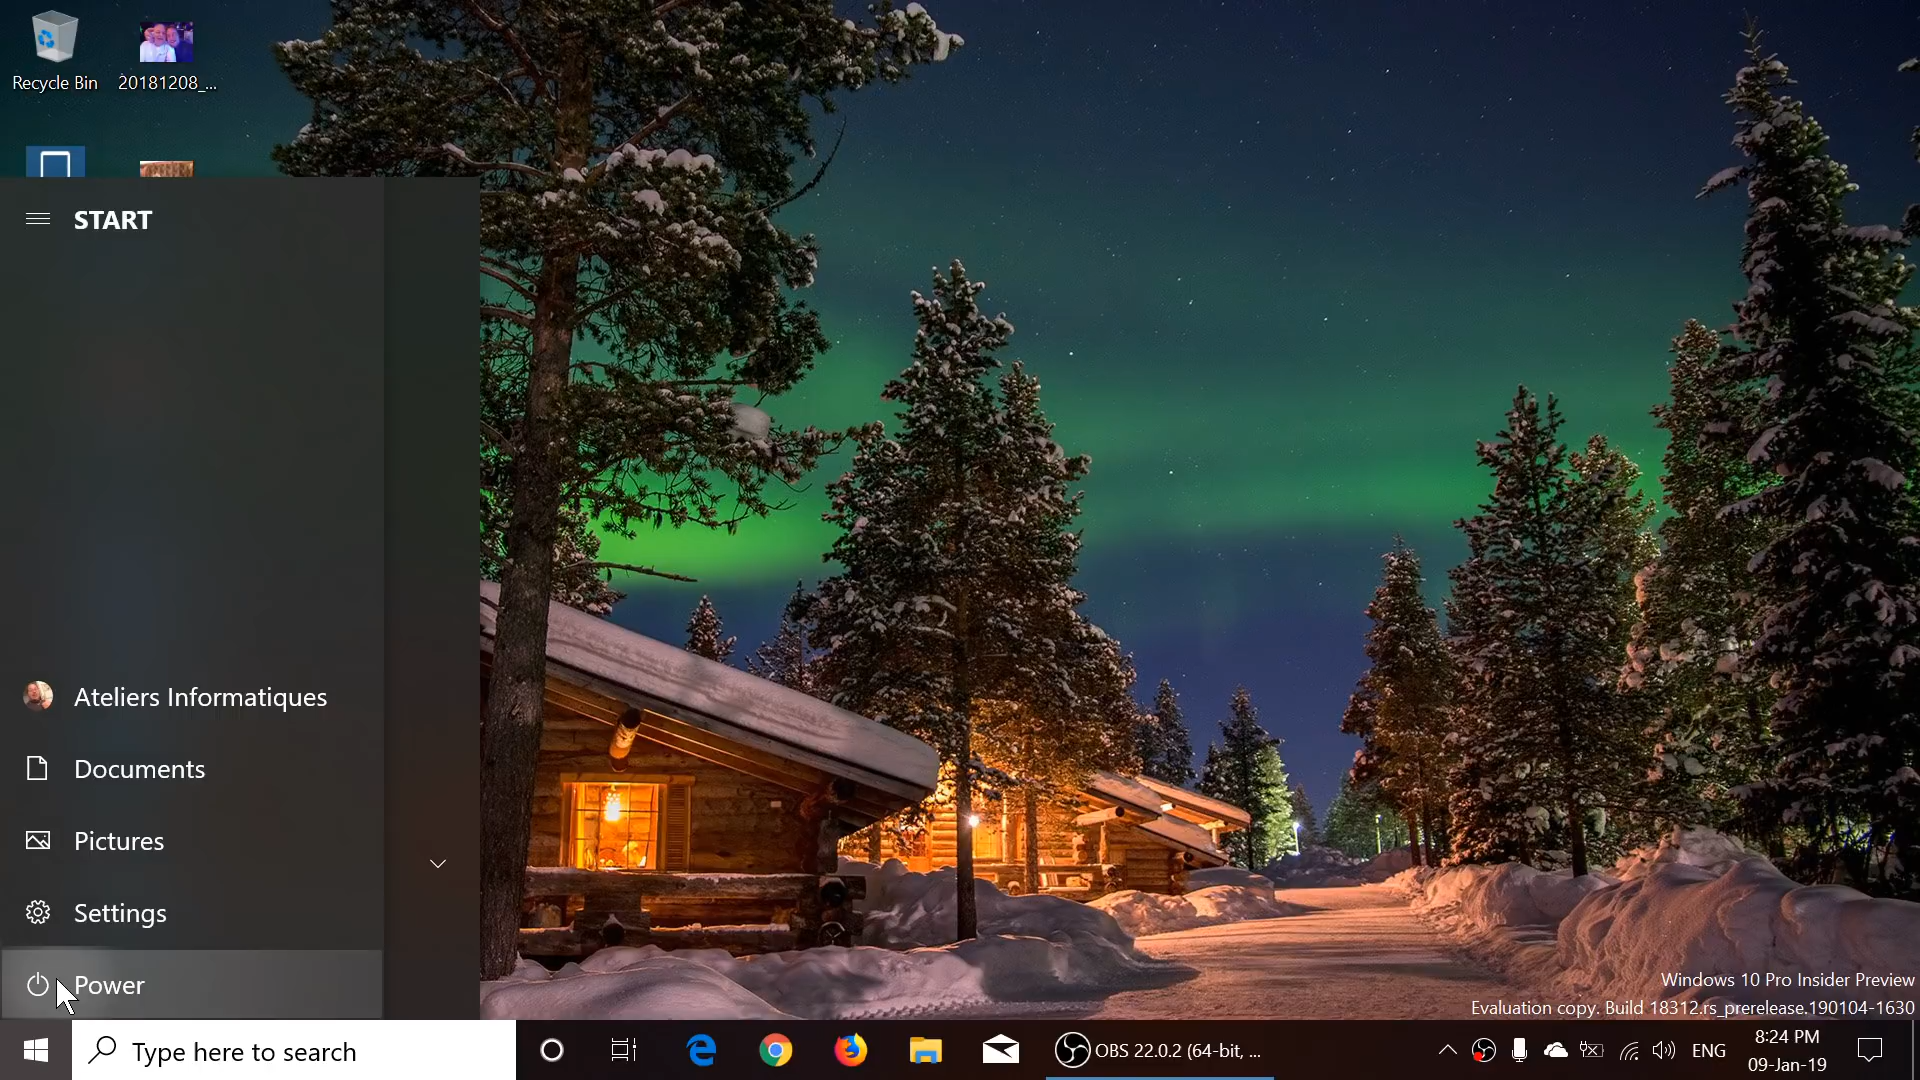 Recycle Bin
20181208_...
START
Ateliers Informatiques
Documents
Pictures
Settings
Power
Windows 10 Pro Insider Preview
Evaluation copy. Build 18312.rs_prerelease.190104-1630
Type here to search
OBS 22.0.2 (64-bit, ...
ENG
8:24 PM
09-Jan-19